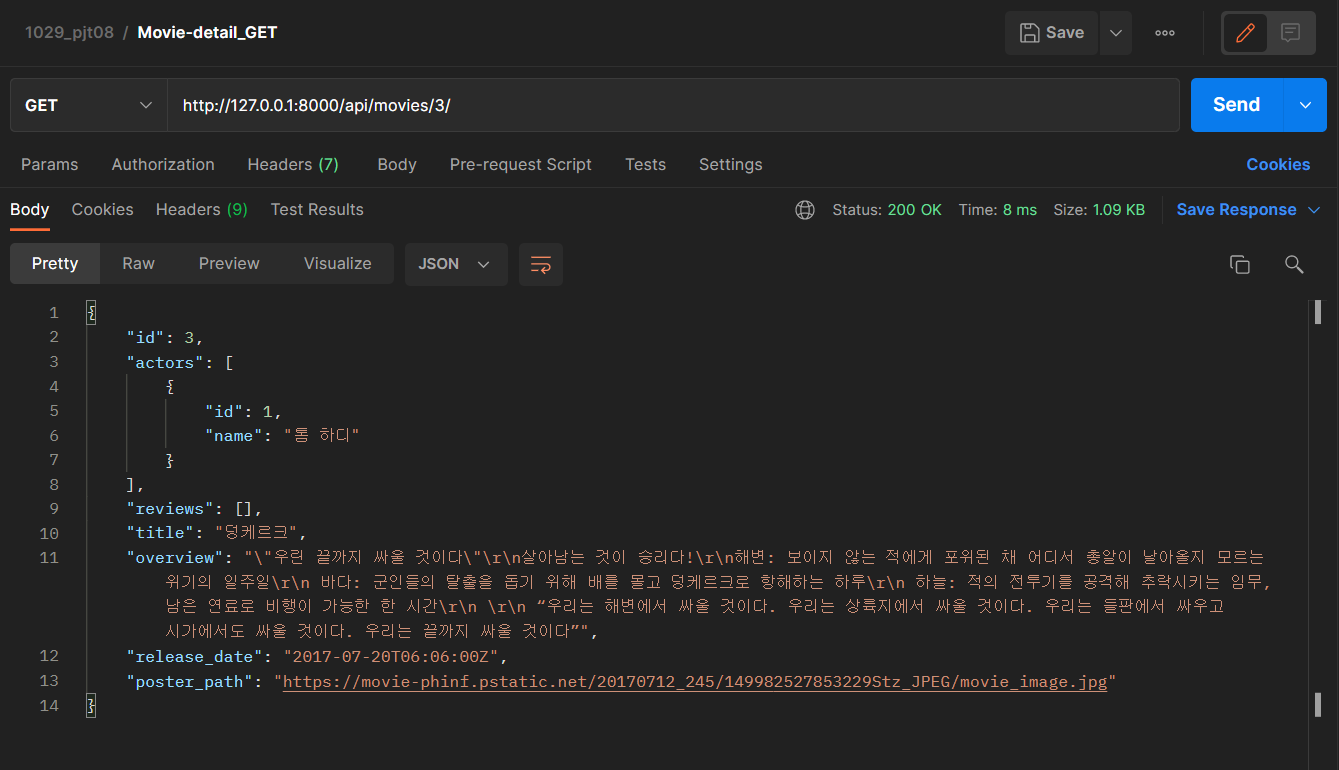 1029_pjt08 / Movie-detail_GET
Save
GET
http://127.0.0.1:8000/api/movies/3/
Send
Params Authorization Headers (7) Body Pre-request Script Tests Settings Cookies
Body Cookies Headers (9) Test Results Status: 200 OK Time: 8 ms Size: 1.09 KB Save Response
Pretty Raw Preview Visualize JSON
1 {
2 "id": 3,
3 "actors": [
4 {
5 "id": 1,
6 "name": "톰 하디"
7 }
8 ],
9 "reviews": [],
10 "title": "덩케르크",
11 "overview": "\"우린 끝까지 싸울 것이다\"\r\n살아남는 것이 승리다!\r\n해변: 보이지 않는 적에게 포위된 채 어디서 총알이 날아올지 모르는
위기의 일주일\r\n 바다: 군인들의 탈출을 돕기 위해 배를 몰고 덩케르크로 항해하는 하루\r\n 하늘: 적의 전투기를 공격해 추락시키는 임무,
남은 연료로 비행이 가능한 한 시간\r\n \r\n “우리는 해변에서 싸울 것이다. 우리는 상륙지에서 싸울 것이다. 우리는 들판에서 싸우고
시가에서도 싸울 것이다. 우리는 끝까지 싸울 것이다”",
12 "release_date": "2017-07-20T06:06:00Z",
13 "poster_path": "https://movie-phinf.pstatic.net/20170712_245/149982527853229Stz_JPEG/movie_image.jpg"
14 }